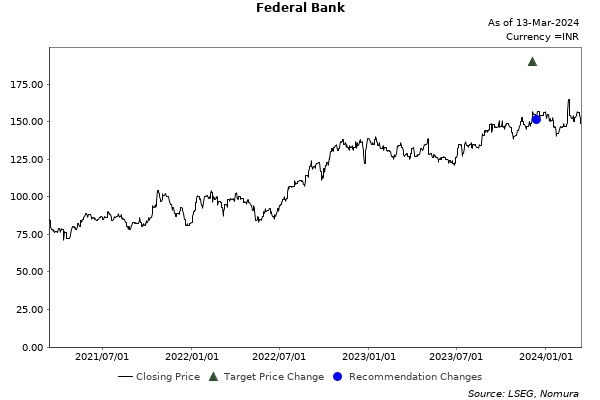 Federal Bank
As of 13-Mar-2024
Currency =INR
175.00
150.00
125.00
100.00
75.00
50.00
25.00
0.00
2021/07/01 2022/01/01 2022/07/01 2023/01/01 2023/07/01 2024/01/01
Closing Price Target Price Change Recommendation Changes
Source: LSEG, Nomura